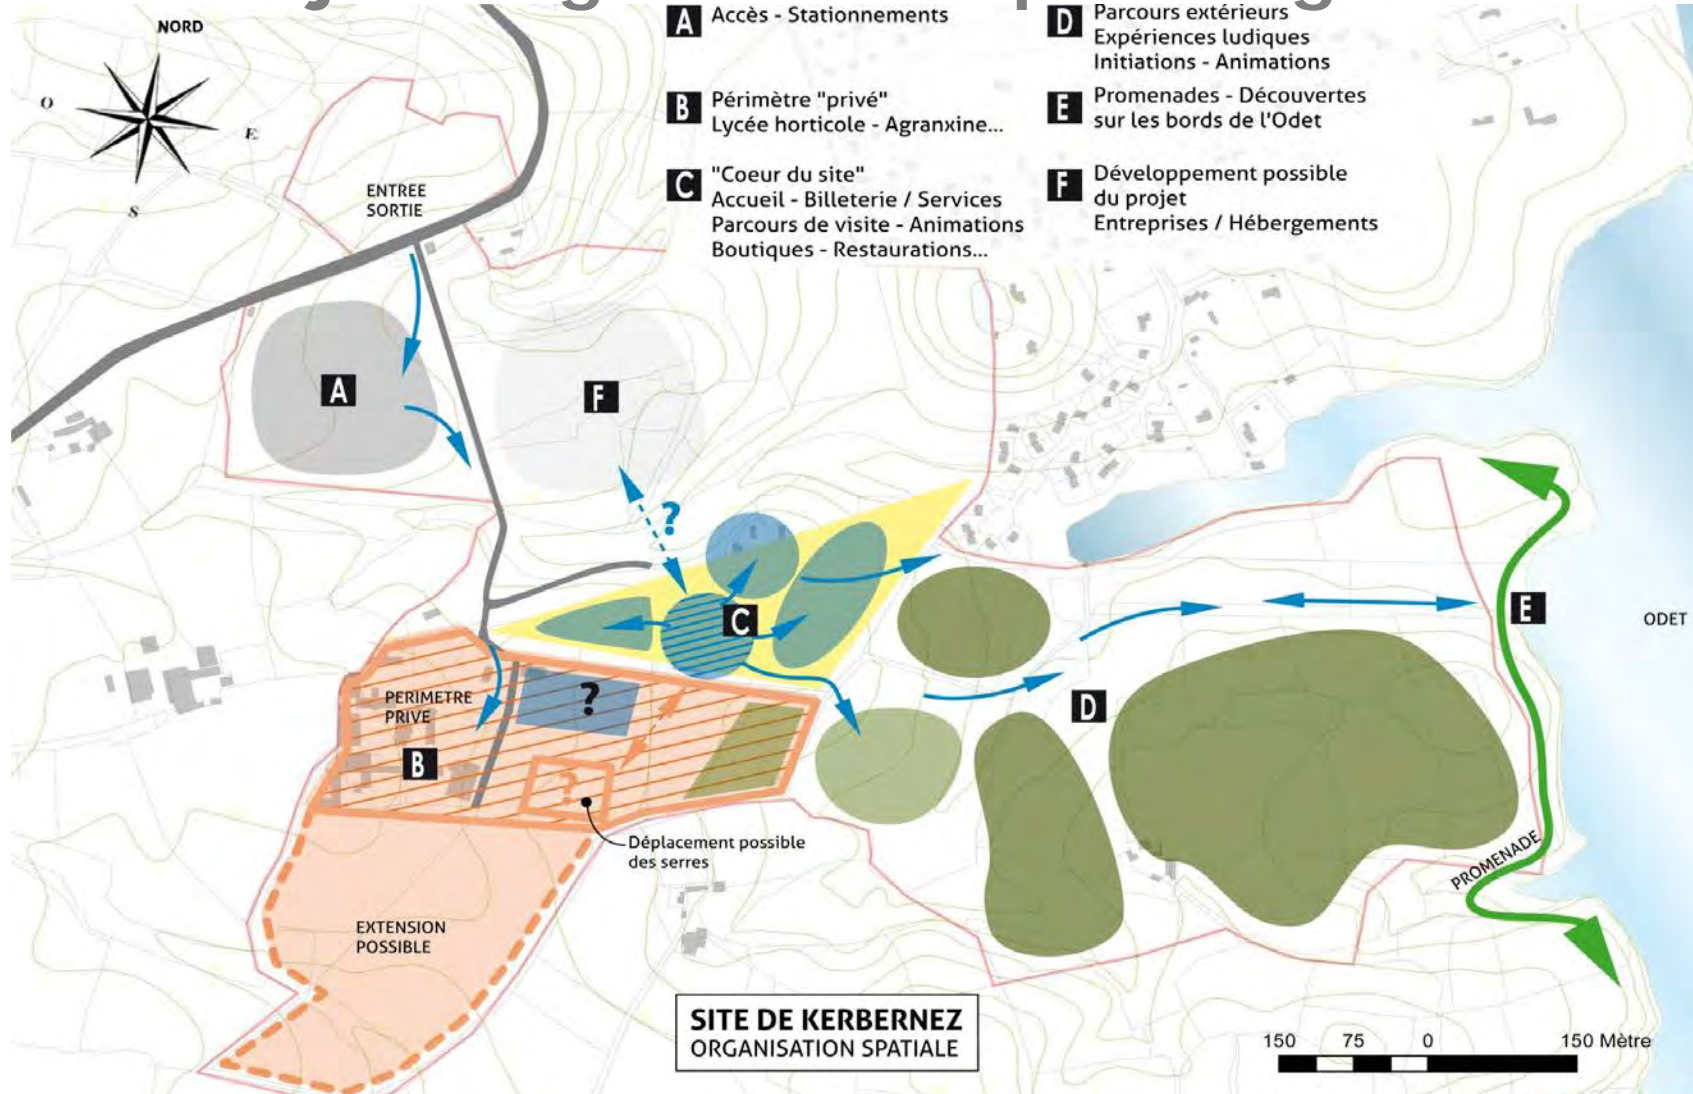 NORD
O
E
S
A Accès - Stationnements
B Périmètre "privé"
Lycée horticole - Agranxine...
C "Coeur du site"
Accueil - Billeterie / Services
Parcours de visite - Animations
Boutiques - Restaurations...
D Parcours extérieurs
Expériences ludiques
Initiations - Animations
E Promenades - Découvertes
sur les bords de l'Odet
F Développement possible
du projet
Entreprises / Hébergements
ENTREE
SORTIE
A
F
?
C
E
ODET
PERIMETRE
PRIVE
?
D
B
?
Déplacement possible
des serres
PROMENADE
EXTENSION
POSSIBLE
SITE DE KERBERNEZ
ORGANISATION SPATIALE
150 75 0 150 Mètre